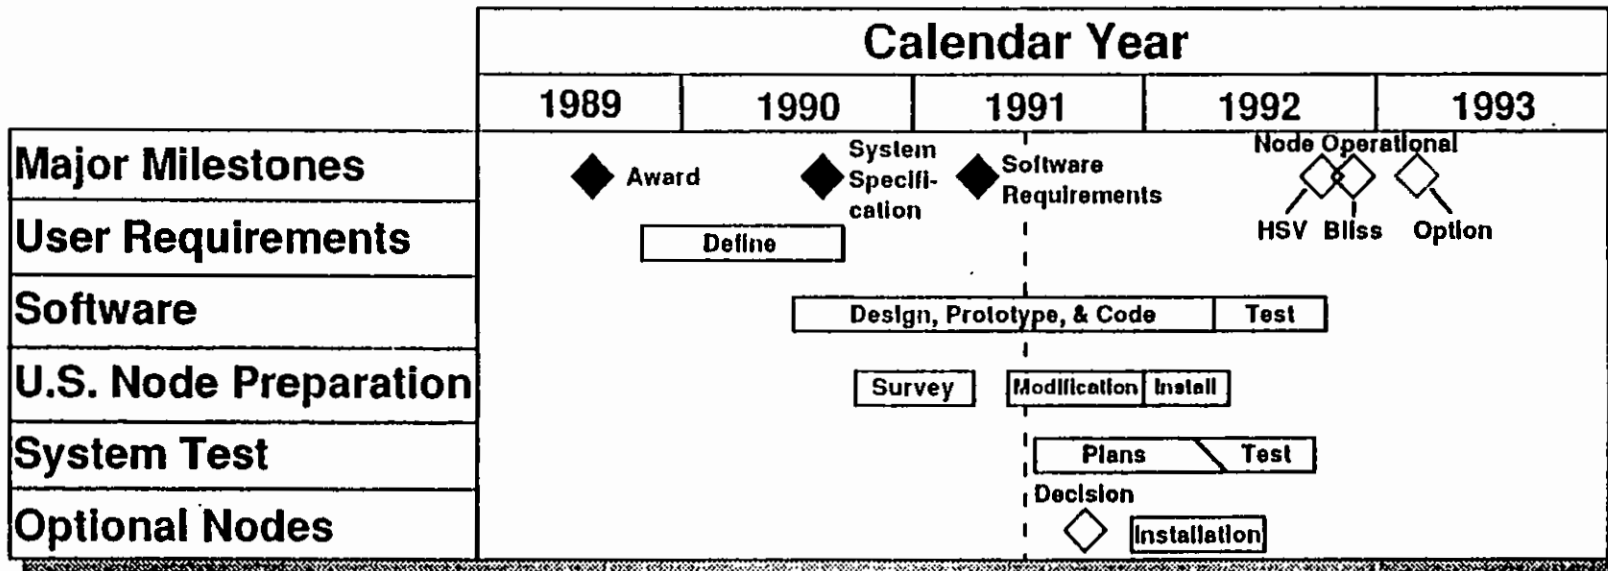 Calendar Year
1989 1990 1991 1992 1993
Major Milestones
Award
System
Specifi-
cation
Software
Requirements
Node Operational
HSV Bliss Option
User Requirements
Define
Software
Design, Prototype, & Code
Test
U.S. Node Preparation
Survey
Modification
Install
System Test
Plans
Test
Optional Nodes
Decision
Installation